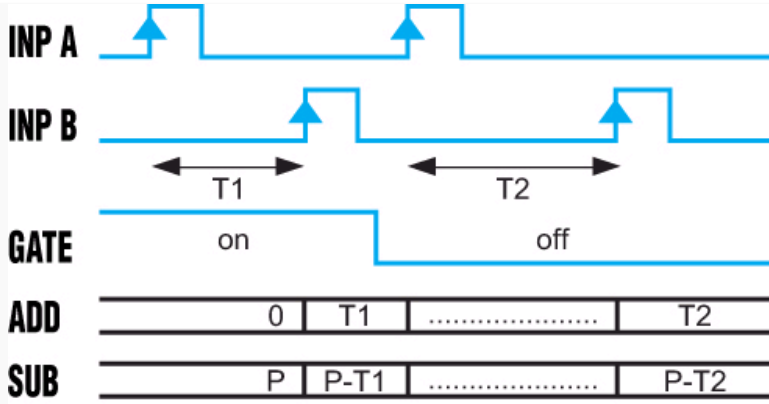 INP A
INP B
T1 T2
GATE on off
ADD 0 T1 ...................... T2
SUB P P-T1 ...................... P-T2